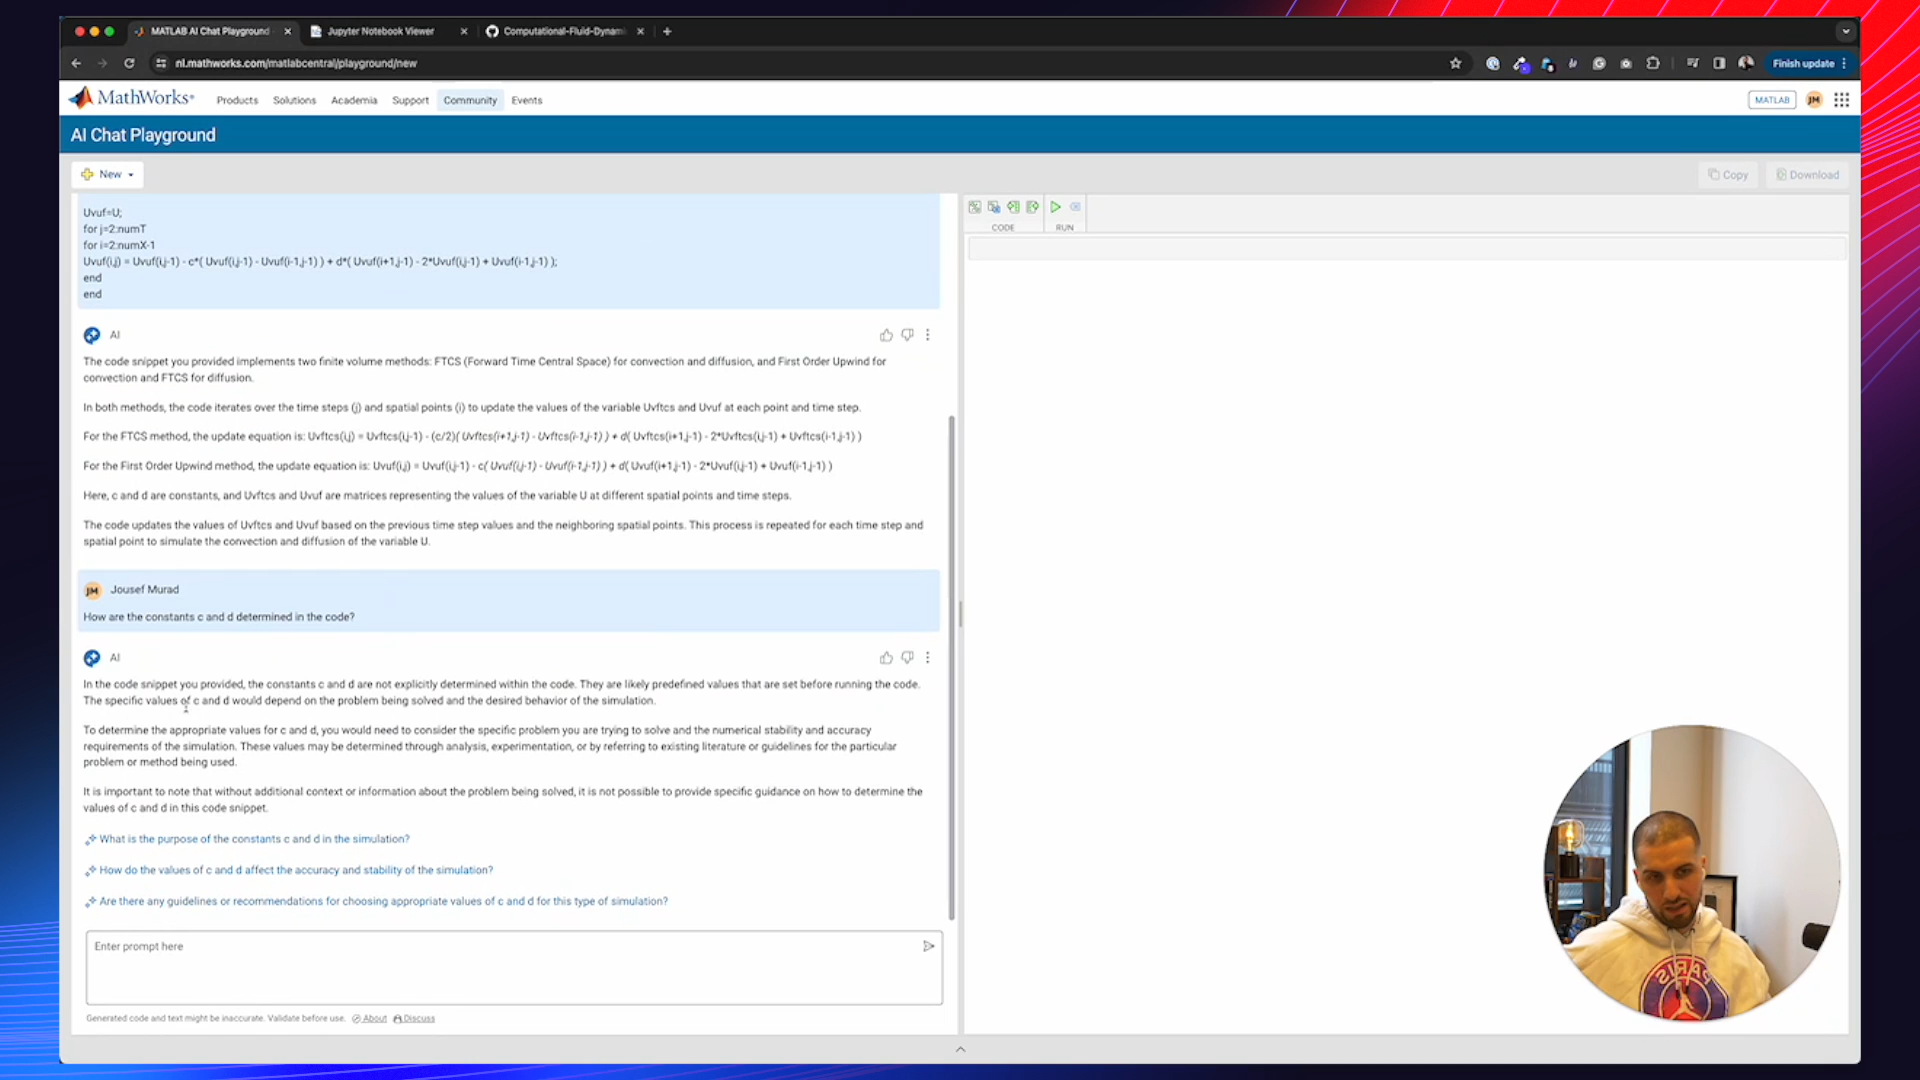 MATLAB AI Chat Playground
Jupyter Notebook Viewer
Computational-Fluid-Dynam
nl.mathworks.com/matlabcentral/playground/new
Finish update
MathWorks®
Products
Solutions
Academia
Support
Community
Events
MATLAB
JM
AI Chat Playground
New
Copy
Download
Uvuf=U;
for j=2:numT
for i=2:numX-1
Uvuf(i,j) = Uvuf(i,j-1) - c*( Uvuf(i,j-1) - Uvuf(i-1,j-1) ) + d*( Uvuf(i+1,j-1) - 2*Uvuf(i,j-1) + Uvuf(i-1,j-1) );
end
end
CODE
RUN
AI
The code snippet you provided implements two finite volume methods: FTCS (Forward Time Central Space) for convection and diffusion, and First Order Upwind for
convection and FTCS for diffusion.
In both methods, the code iterates over the time steps (j) and spatial points (i) to update the values of the variable Uvftcs and Uvuf at each point and time step.
For the FTCS method, the update equation is: Uvftcs(i,j) = Uvftcs(i,j-1) - (c/2)( Uvftcs(i+1,j-1) - Uvftcs(i-1,j-1) ) + d( Uvftcs(i+1,j-1) - 2*Uvftcs(i,j-1) + Uvftcs(i-1,j-1) )
For the First Order Upwind method, the update equation is: Uvuf(i,j) = Uvuf(i,j-1) - c( Uvuf(i,j-1) - Uvuf(i-1,j-1) ) + d( Uvuf(i+1,j-1) - 2*Uvuf(i,j-1) + Uvuf(i-1,j-1) )
Here, c and d are constants, and Uvftcs and Uvuf are matrices representing the values of the variable U at different spatial points and time steps.
The code updates the values of Uvftcs and Uvuf based on the previous time step values and the neighboring spatial points. This process is repeated for each time step and
spatial point to simulate the convection and diffusion of the variable U.
JM Jousef Murad
How are the constants c and d determined in the code?
AI
In the code snippet you provided, the constants c and d are not explicitly determined within the code. They are likely predefined values that are set before running the code.
The specific values of c and d would depend on the problem being solved and the desired behavior of the simulation.
To determine the appropriate values for c and d, you would need to consider the specific problem you are trying to solve and the numerical stability and accuracy
requirements of the simulation. These values may be determined through analysis, experimentation, or by referring to existing literature or guidelines for the particular
problem or method being used.
It is important to note that without additional context or information about the problem being solved, it is not possible to provide specific guidance on how to determine the
values of c and d in this code snippet.
What is the purpose of the constants c and d in the simulation?
How do the values of c and d affect the accuracy and stability of the simulation?
Are there any guidelines or recommendations for choosing appropriate values of c and d for this type of simulation?
Enter prompt here
Generated code and text might be inaccurate. Validate before use. About Discuss
PARIS